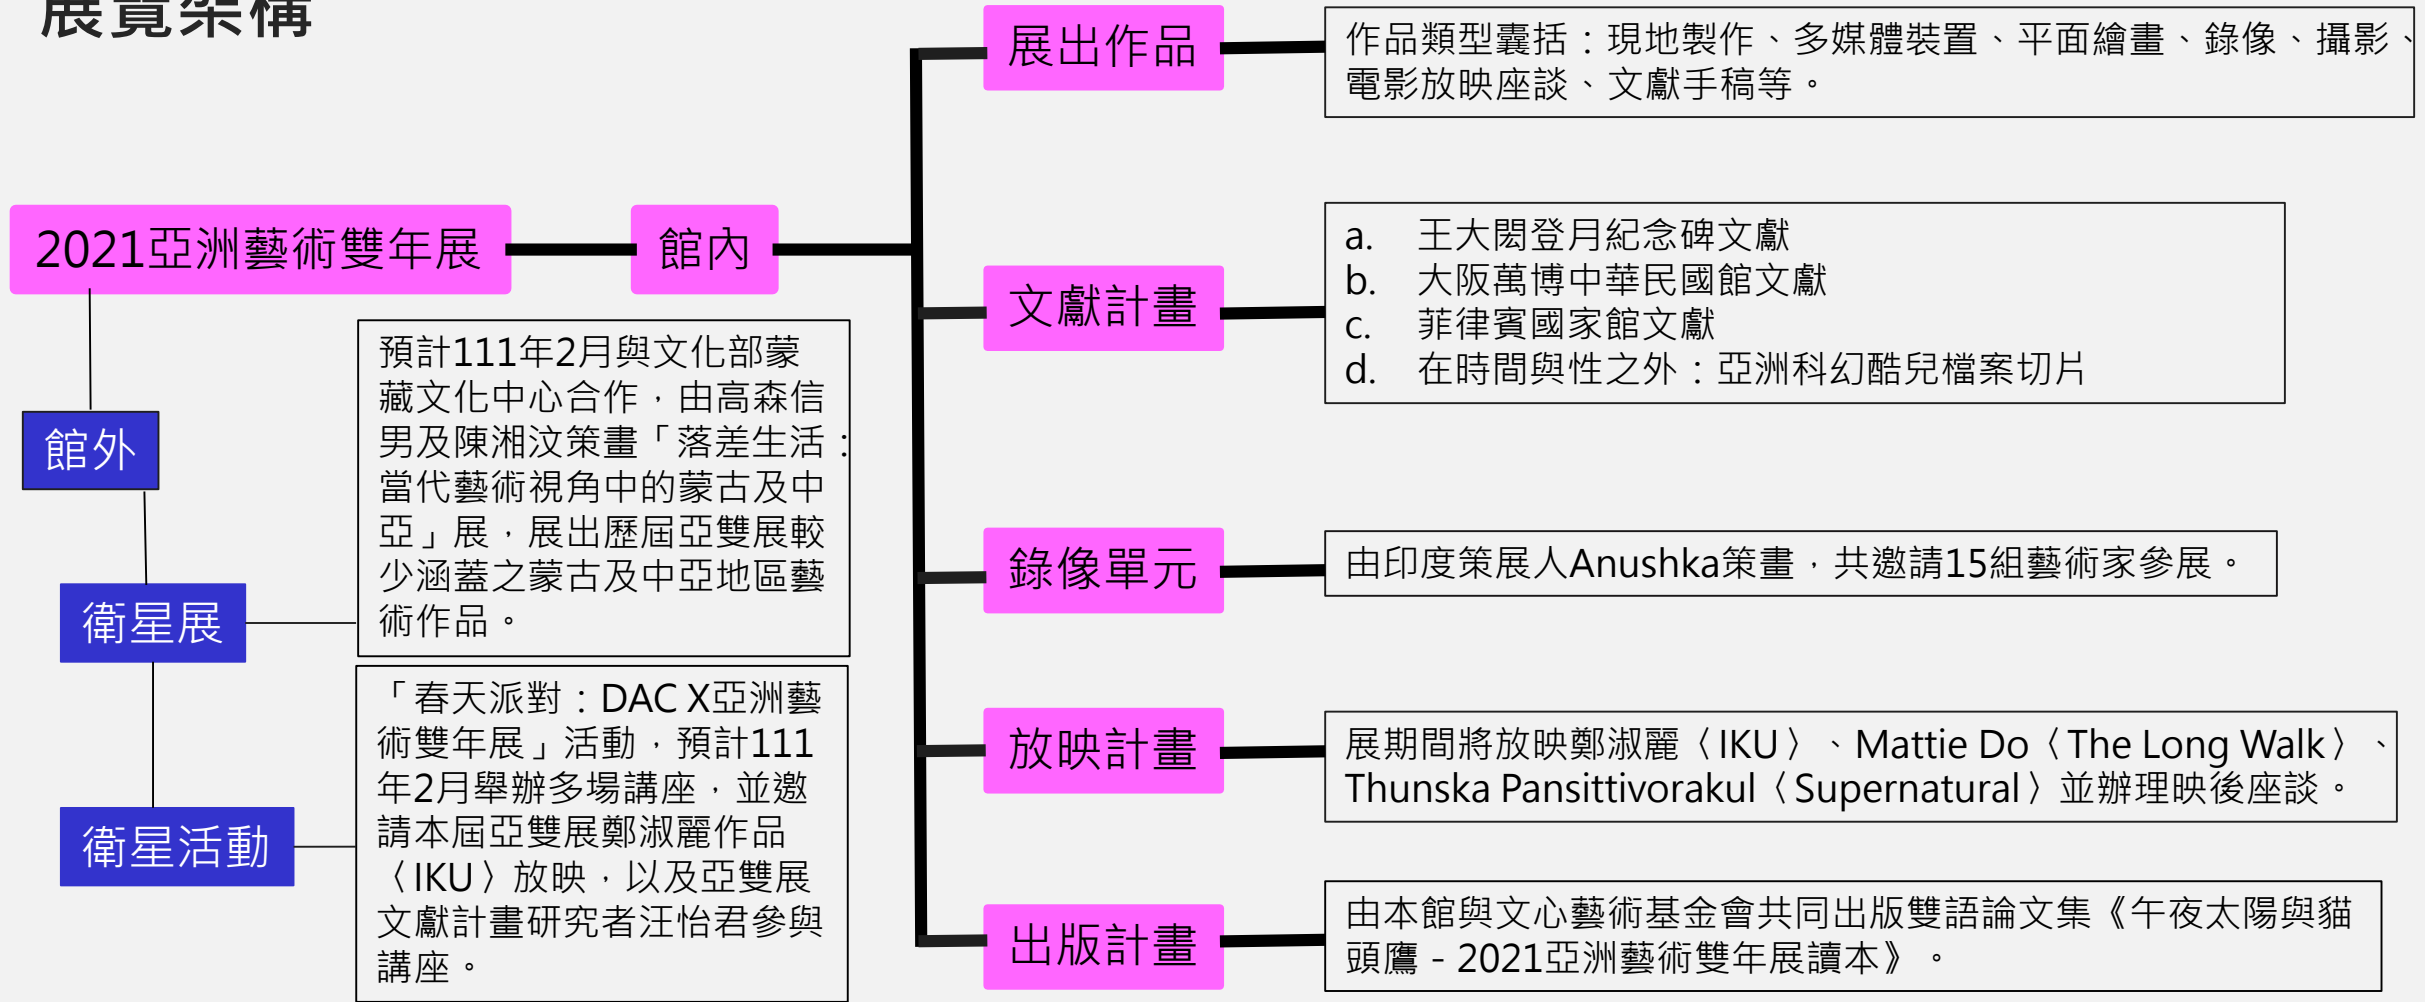 展覽架構
2021亞洲藝術雙年展
館內
展出作品
作品類型囊括：現地製作、多媒體裝置、平面繪畫、錄像、攝影、
電影放映座談、文獻手稿等。
文獻計畫
a. 王大閎登月紀念碑文獻
b. 大阪萬博中華民國館文獻
c. 菲律賓國家館文獻
d. 在時間與性之外：亞洲科幻酷兒檔案切片
錄像單元
由印度策展人Anushka策畫，共邀請15組藝術家參展。
放映計畫
展期間將放映鄭淑麗〈IKU〉、Mattie Do〈The Long Walk〉、
Thunska Pansittivorakul〈Supernatural〉並辦理映後座談。
出版計畫
由本館與文心藝術基金會共同出版雙語論文集《午夜太陽與貓
頭鷹 - 2021亞洲藝術雙年展讀本》。
館外
衛星展
預計111年2月與文化部蒙
藏文化中心合作，由高森信
男及陳湘汶策畫「落差生活：
當代藝術視角中的蒙古及中
亞」展，展出歷屆亞雙展較
少涵蓋之蒙古及中亞地區藝
術作品。
衛星活動
「春天派對：DAC X亞洲藝
術雙年展」活動，預計111
年2月舉辦多場講座，並邀
請本屆亞雙展鄭淑麗作品
〈IKU〉放映，以及亞雙展
文獻計畫研究者汪怡君參與
講座。